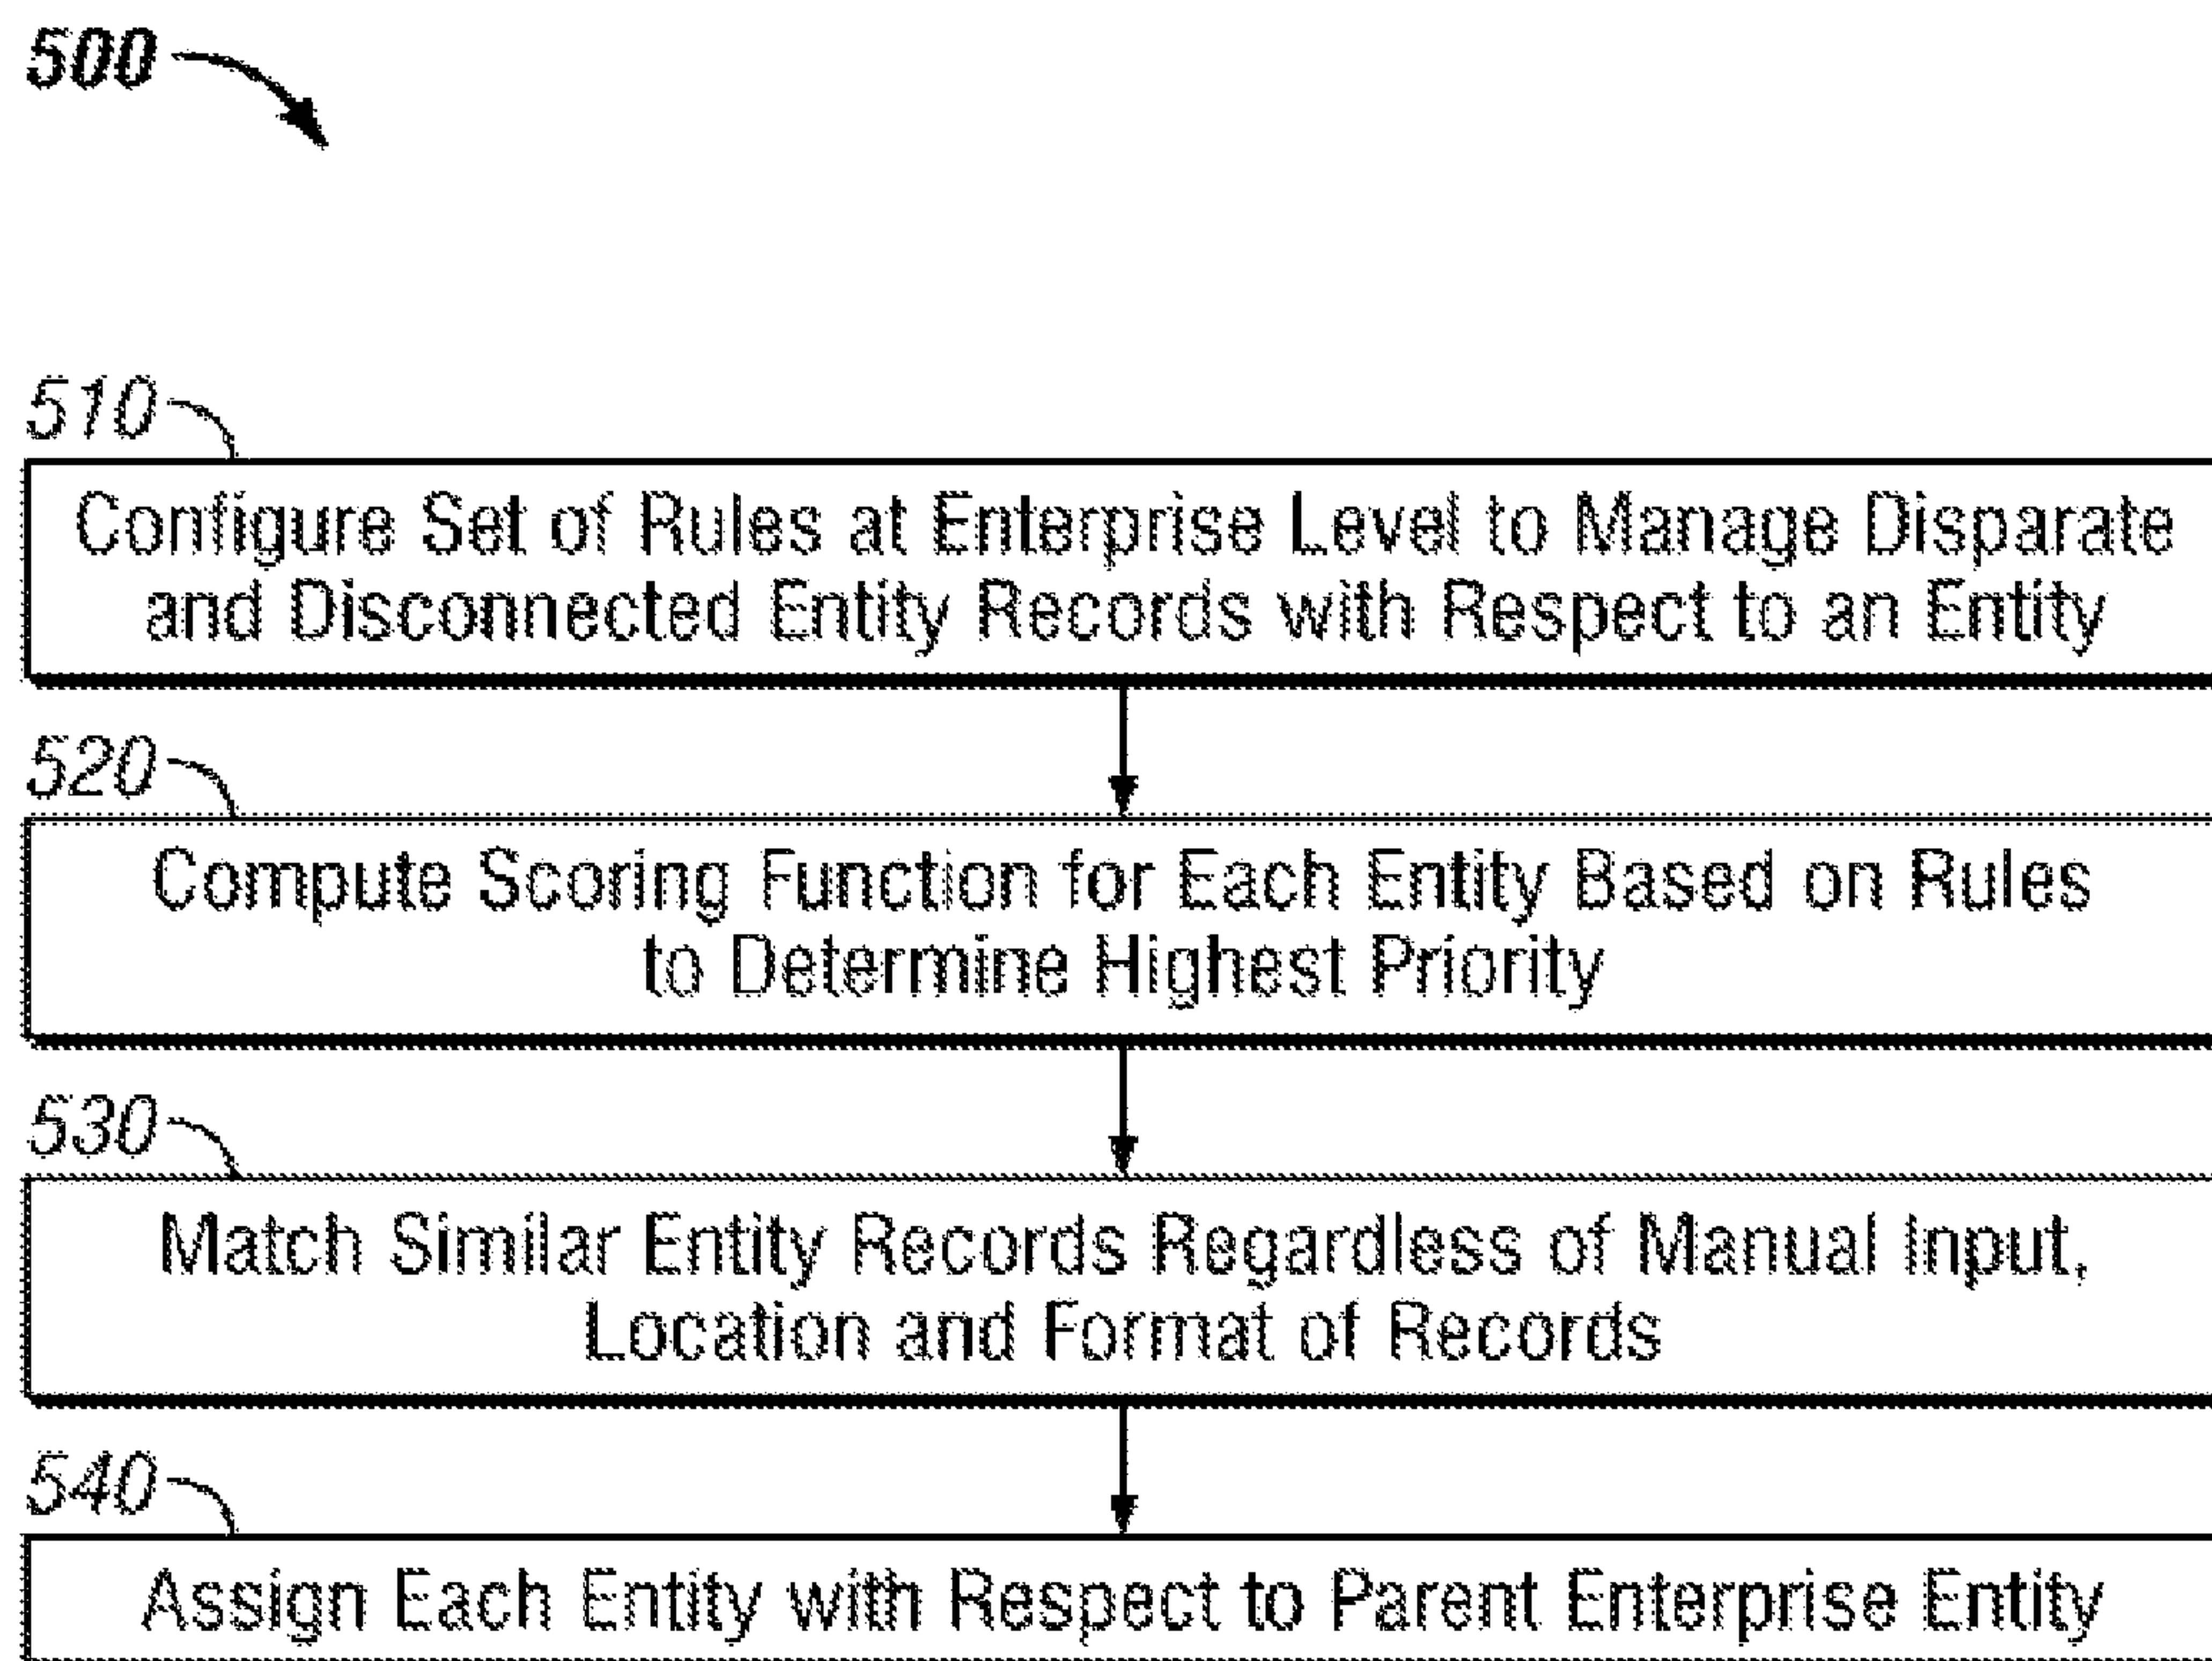 500
510
Configure Set of Rules at Enterprise Level to Manage Disparate
and Disconnected Entity Records with Respect to an Entity
520
Compute Scoring Function for Each Entity Based on Rules
to Determine Highest Priority
530
Match Similar Entity Records Regardless of Manual Input,
Location and Format of Records
540
Assign Each Entity with Respect to Parent Enterprise Entity